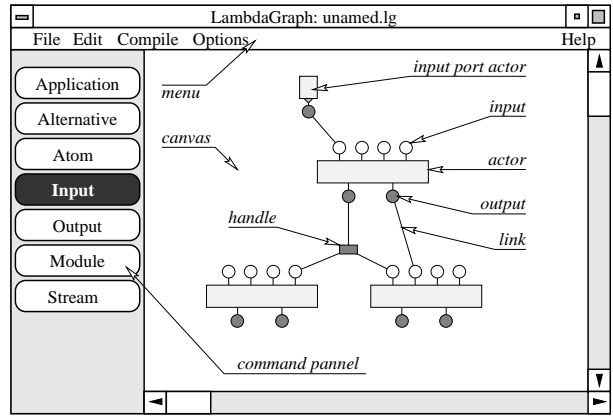 LambdaGraph: unamed.lg
File Edit Compile Options Help
Application
Alternative
Atom
Input
Output
Module
Stream
menu
canvas
input port actor
input
actor
output
link
handle
command pannel